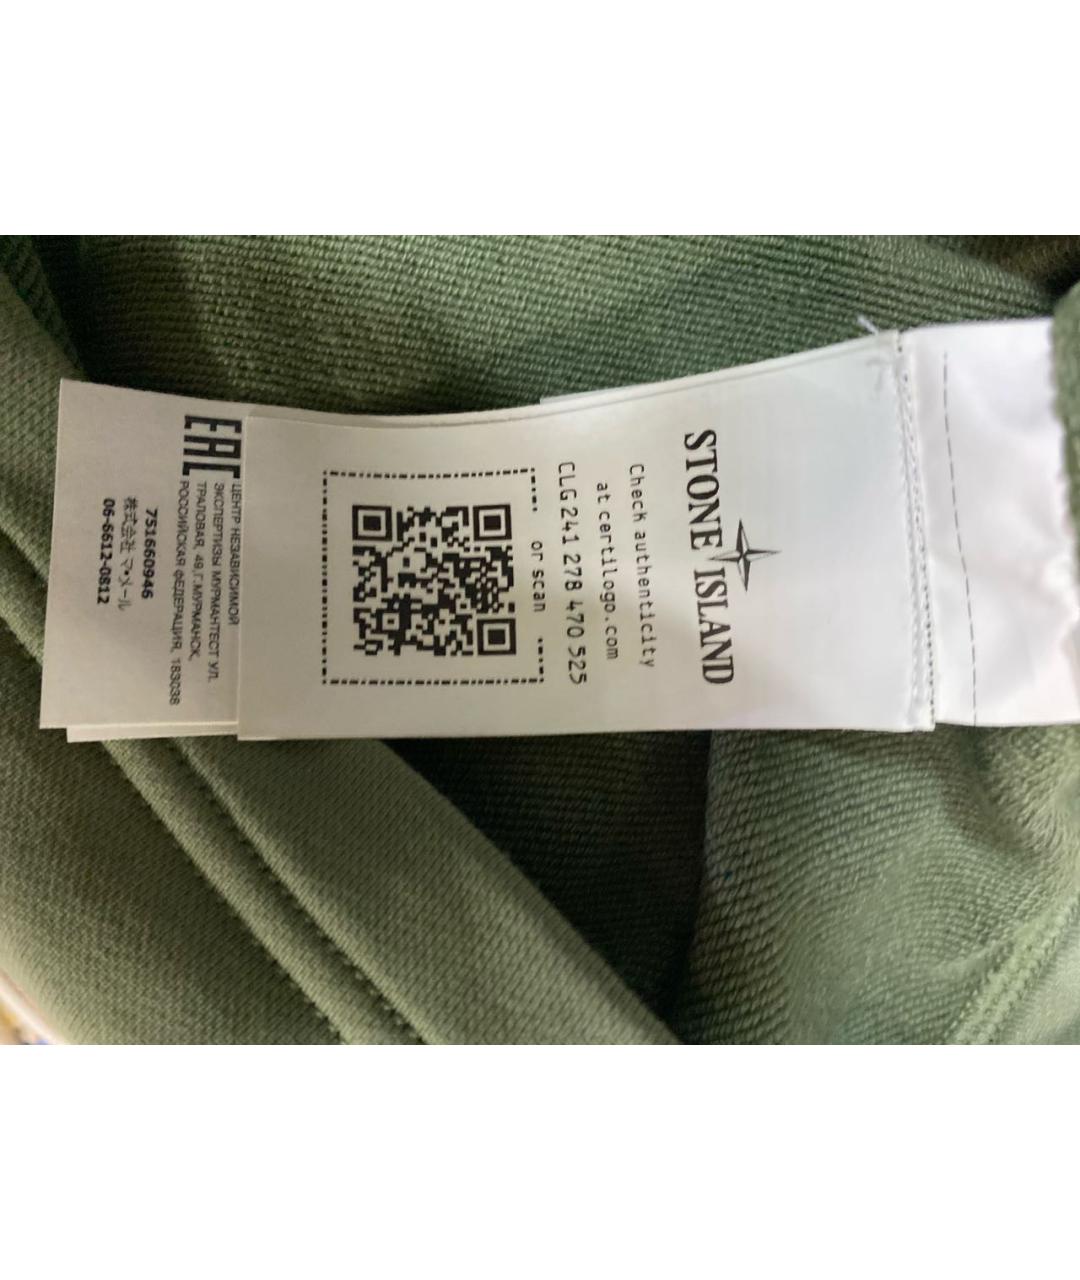 STONE ISLAND
Check authenticity
at certilogo.com
CLG 241 278 470 525
or scan
EAC
ЦЕНТР НЕЗАВИСИМОЙ
ЭКСПЕРТИЗЫ МУРМАНТЕСТ УЛ.
ТРАЛОВАЯ, 49,Г.МУРМАНСК,
РОССИЙСКАЯ ФЕДЕРАЦИЯ, 183038
751660946
株式会社 マ・メール
06-6612-0812